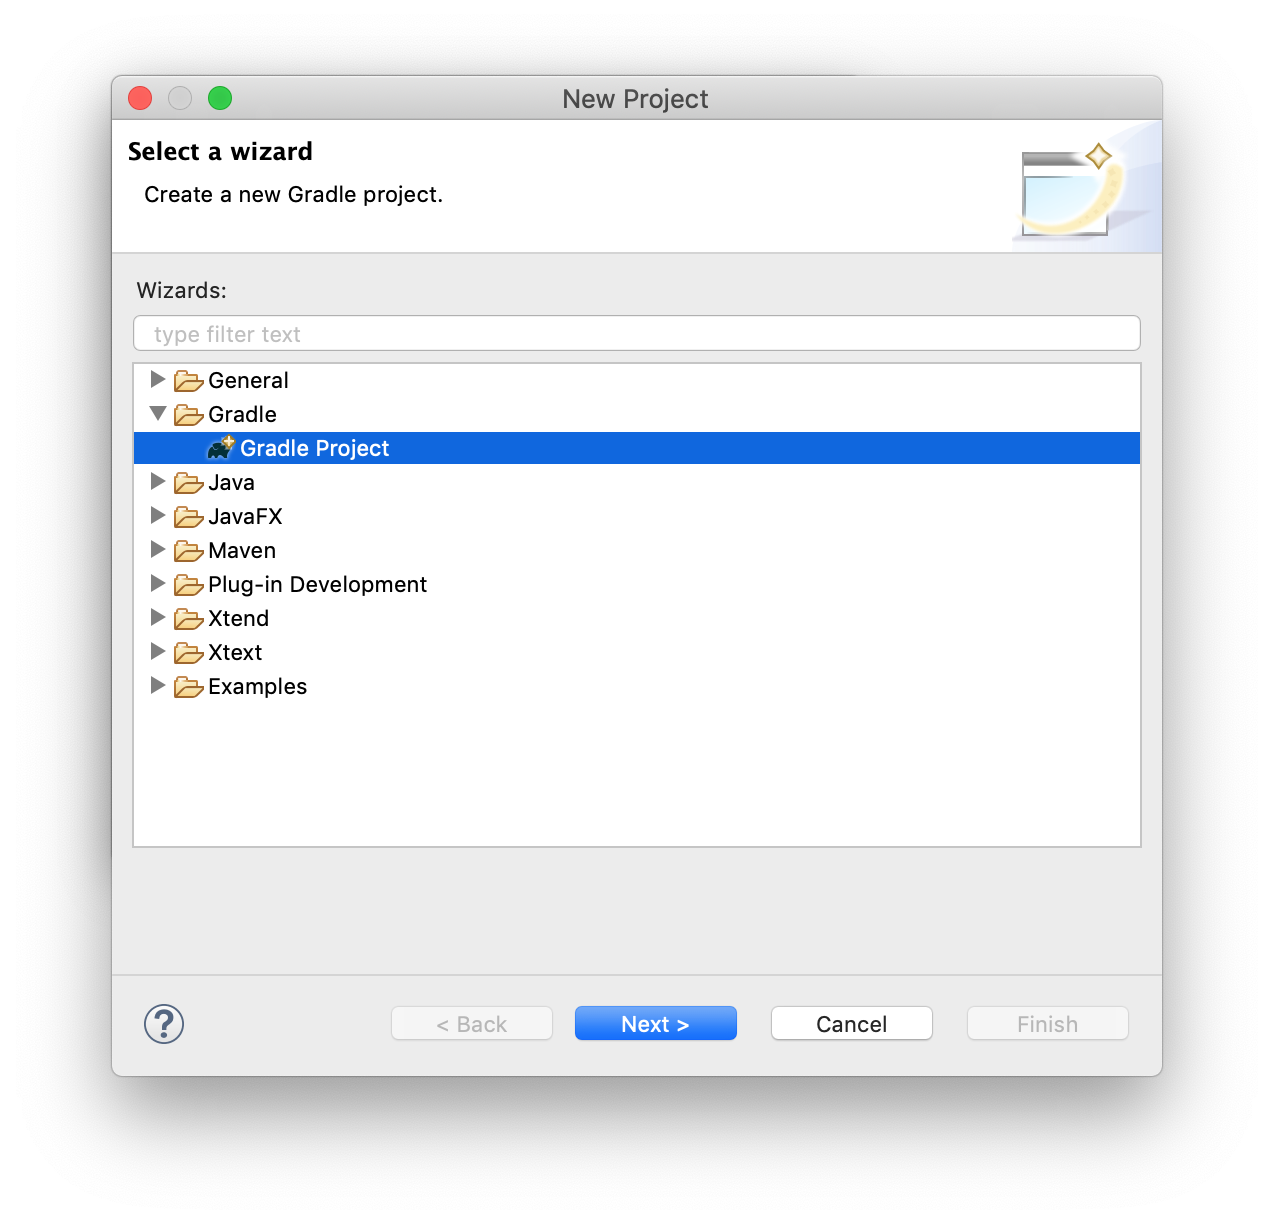 New Project
Select a wizard
Create a new Gradle project.
Wizards:
type filter text
General
Gradle
Gradle Project
Java
JavaFX
Maven
Plug-in Development
Xtend
Xtext
Examples
?
< Back
Next >
Cancel
Finish